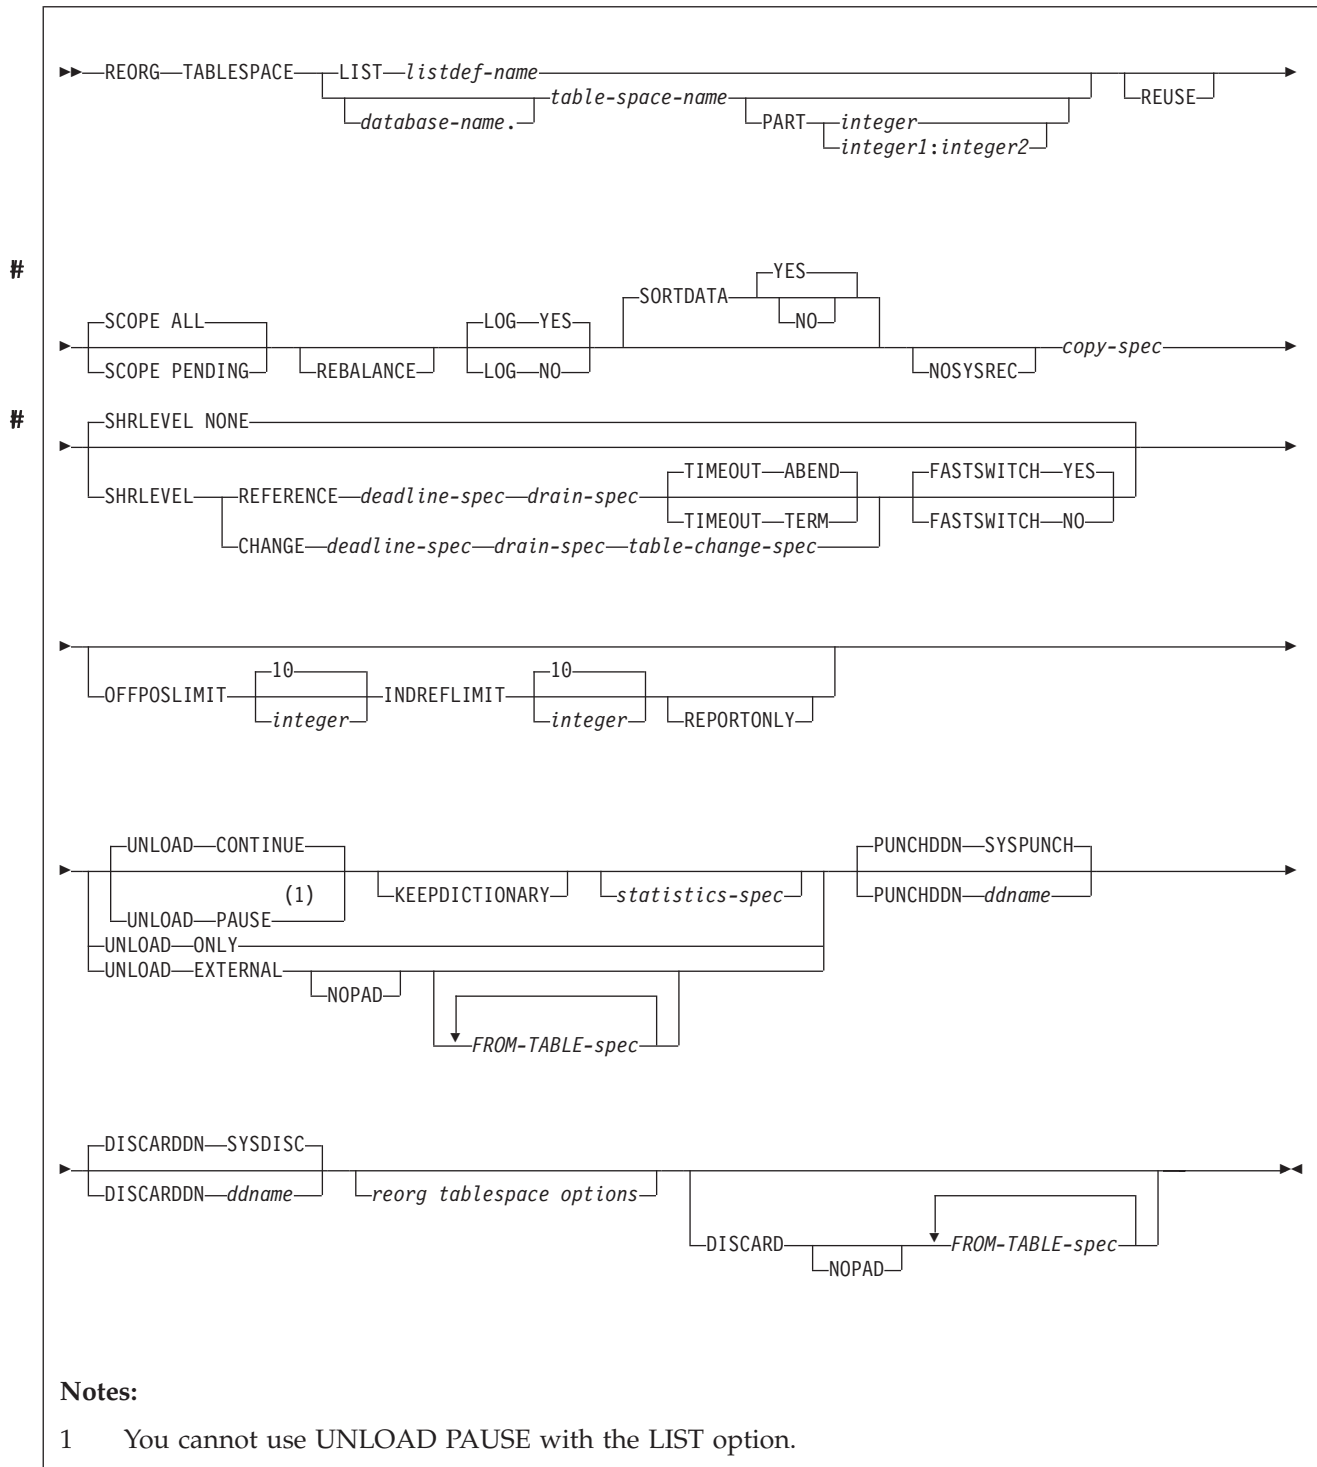 REORG TABLESPACE LIST listdef-name
database-name. table-space-name REUSE
PART integer
integer1:integer2
#
YES
SORTDATA NO
SCOPE ALL LOG YES
SCOPE PENDING REBALANCE LOG NO NOSYSREC copy-spec
#
SHRLEVEL NONE
TIMEOUT ABEND FASTSWITCH YES
SHRLEVEL REFERENCE deadline-spec drain-spec TIMEOUT TERM FASTSWITCH NO
CHANGE deadline-spec drain-spec table-change-spec
10 10
OFFPOSLIMIT integer INDREFLIMIT integer REPORTONLY
UNLOAD CONTINUE PUNCHDDN SYSPUNCH
(1) KEEPDICTIONARY statistics-spec PUNCHDDN ddname
UNLOAD PAUSE
UNLOAD ONLY
UNLOAD EXTERNAL
NOPAD
FROM-TABLE-spec
DISCARDDN SYSDISC
DISCARDDN ddname reorg tablespace options
DISCARD FROM-TABLE-spec
NOPAD
Notes:
1 You cannot use UNLOAD PAUSE with the LIST option.